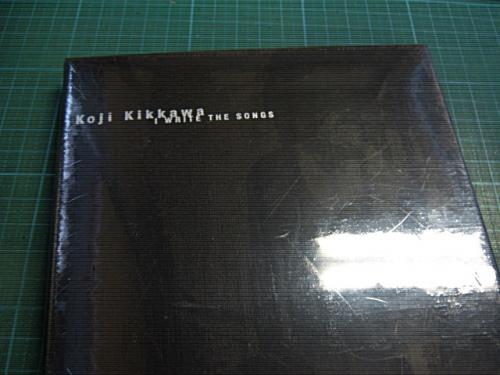 Koji Kikkawa
I WRITE THE SONGS